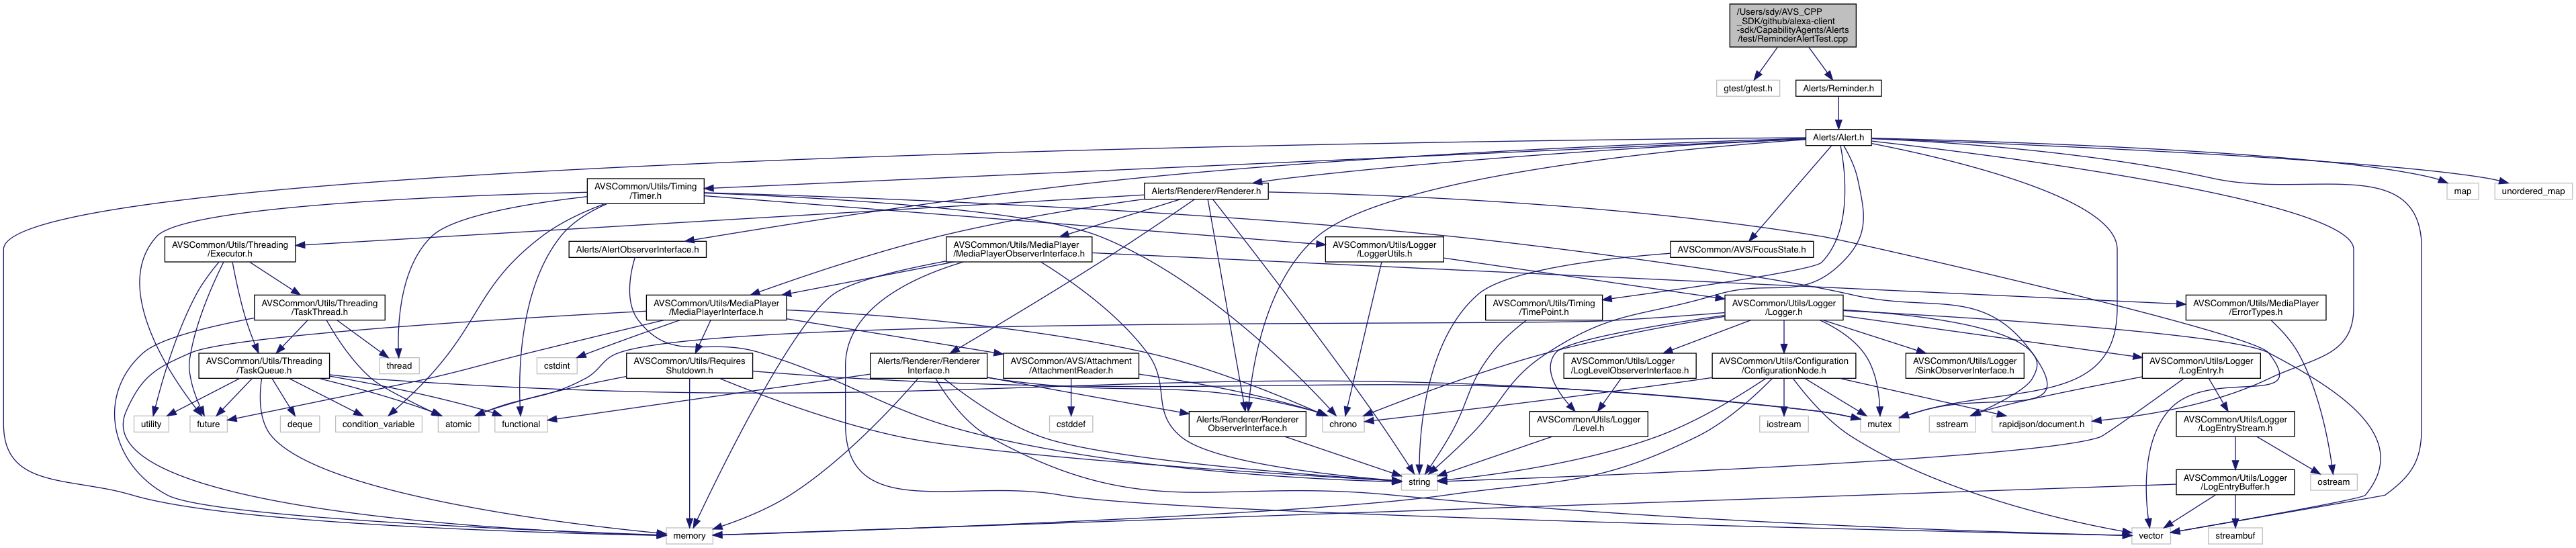 /Users/sdy/AVS_CPP
_SDK/github/alexa-client
-sdk/CapabilityAgents/Alerts
/test/ReminderAlertTest.cpp
gtest/gtest.h
Alerts/Reminder.h
Alerts/Alert.h
AVSCommon/Utils/Timing
/Timer.h
Alerts/Renderer/Renderer.h
map
unordered_map
AVSCommon/Utils/Threading
/Executor.h
Alerts/AlertObserverInterface.h
AVSCommon/Utils/MediaPlayer
/MediaPlayerObserverInterface.h
AVSCommon/Utils/Logger
/LoggerUtils.h
AVSCommon/AVS/FocusState.h
AVSCommon/Utils/Threading
/TaskThread.h
AVSCommon/Utils/MediaPlayer
/MediaPlayerInterface.h
AVSCommon/Utils/Timing
/TimePoint.h
AVSCommon/Utils/Logger
/Logger.h
AVSCommon/Utils/MediaPlayer
/ErrorTypes.h
AVSCommon/Utils/Threading
/TaskQueue.h
thread
cstdint
AVSCommon/Utils/Requires
Shutdown.h
Alerts/Renderer/Renderer
Interface.h
AVSCommon/AVS/Attachment
/AttachmentReader.h
AVSCommon/Utils/Logger
/LogLevelObserverInterface.h
AVSCommon/Utils/Configuration
/ConfigurationNode.h
AVSCommon/Utils/Logger
/SinkObserverInterface.h
AVSCommon/Utils/Logger
/LogEntry.h
utility
future
deque
condition_variable
atomic
functional
cstddef
Alerts/Renderer/Renderer
ObserverInterface.h
chrono
AVSCommon/Utils/Logger
/Level.h
iostream
mutex
sstream
rapidjson/document.h
AVSCommon/Utils/Logger
/LogEntryStream.h
string
AVSCommon/Utils/Logger
/LogEntryBuffer.h
ostream
memory
vector
streambuf